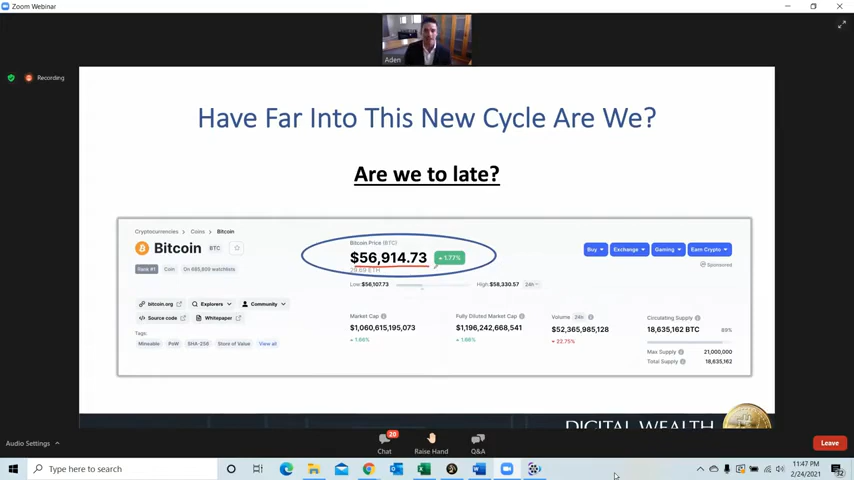 Zoom Webinar
Aden
Recording
Have Far Into This New Cycle Are We?
Are we to late?
Cryptocurrencies > Coins > Bitcoin
Bitcoin BTC
Rank #1 Coin On 685,809 watchlists
bitcoin.org Explorers Community
Source code Whitepaper
Tags:
Mineable PoW SHA-256 Store of Value View all
Bitcoin Price (BTC)
$56,914.73 1.77%
29.69 ETH
Low:$56,107.73 High:$58,330.57 24h
Buy Exchange Gaming Earn Crypto
Sponsored
Market Cap
$1,060,615,195,073
1.66%
Fully Diluted Market Cap
$1,196,242,668,541
1.66%
Volume 24h
$52,365,985,128
22.75%
Circulating Supply
18,635,162 BTC 89%
Max Supply 21,000,000
Total Supply 18,635,162
DIGITAL WEALTH
Audio Settings
20
Chat
Raise Hand
Q&A
Leave
Type here to search
11:47 PM
2/24/2021